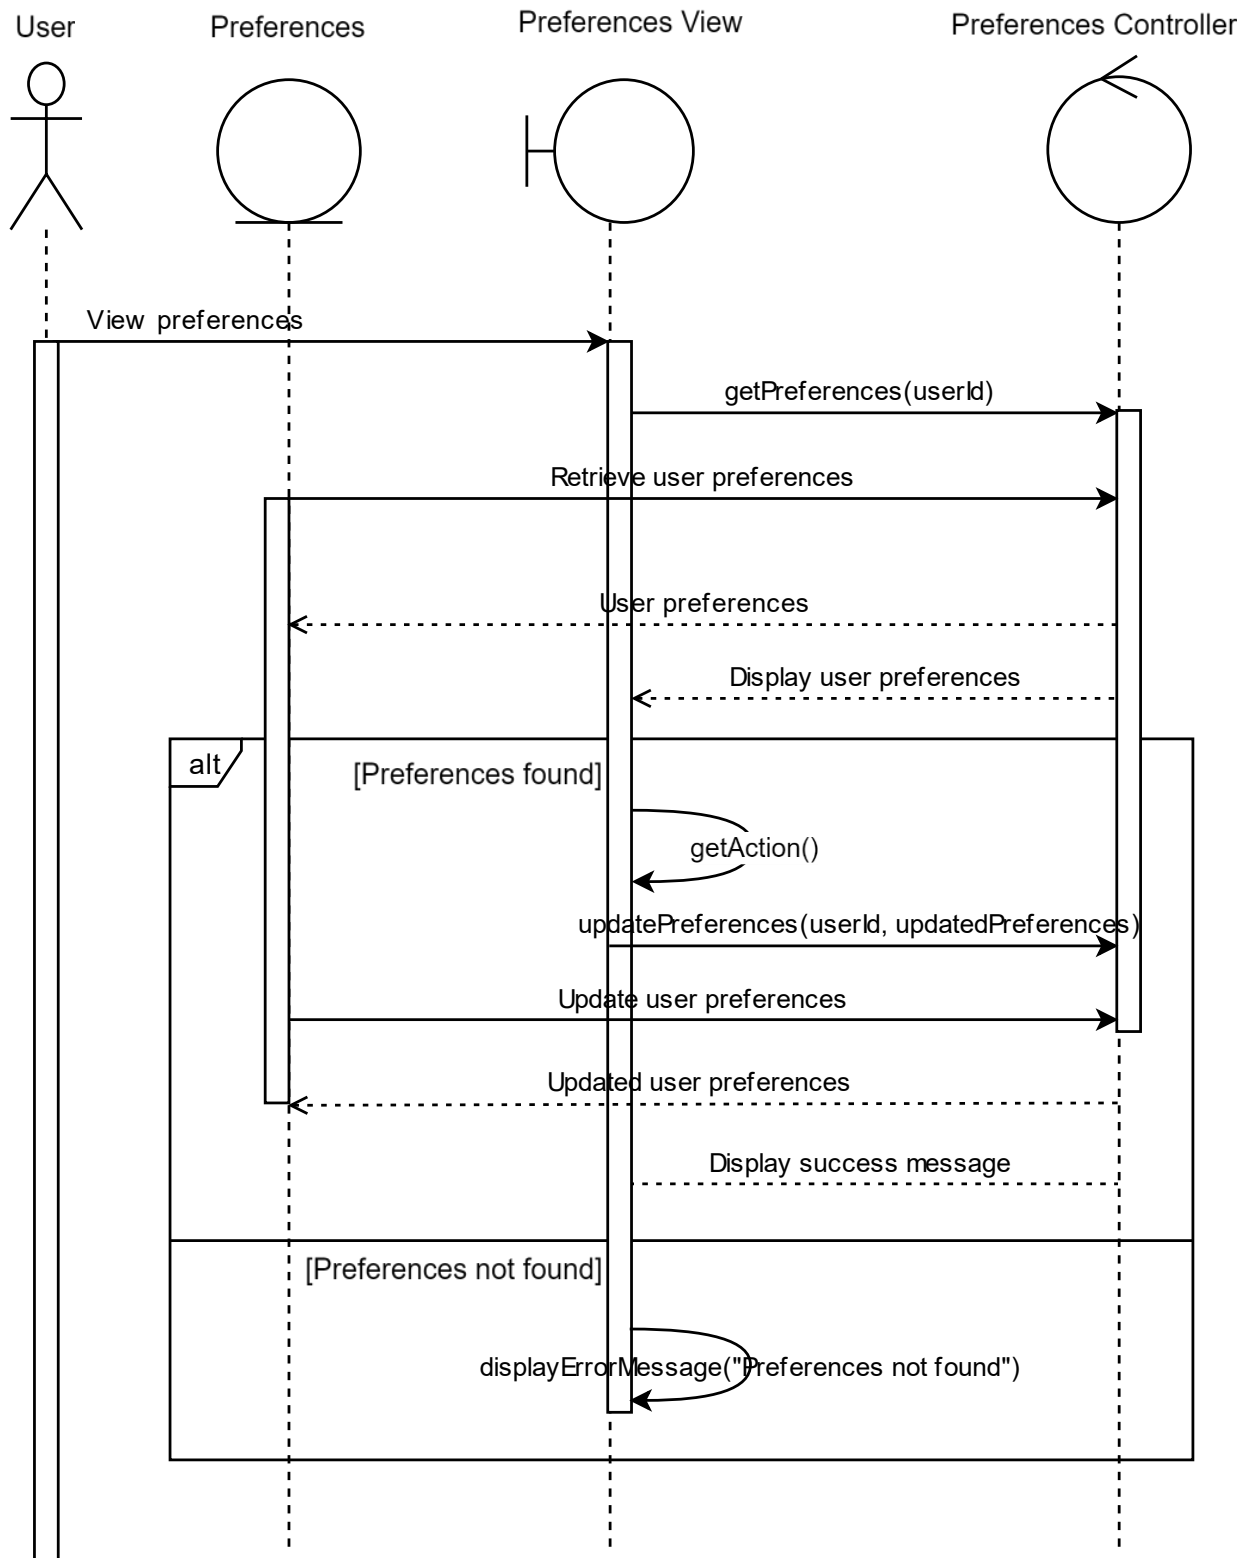 User
Preferences
Preferences View
Preferences Controller
View preferences
getPreferences(userId)
Retrieve user preferences
User preferences
Display user preferences
alt
[Preferences found]
getAction()
updatePreferences(userId, updatedPreferences)
Update user preferences
Updated user preferences
Display success message
[Preferences not found]
displayErrorMessage("Preferences not found")